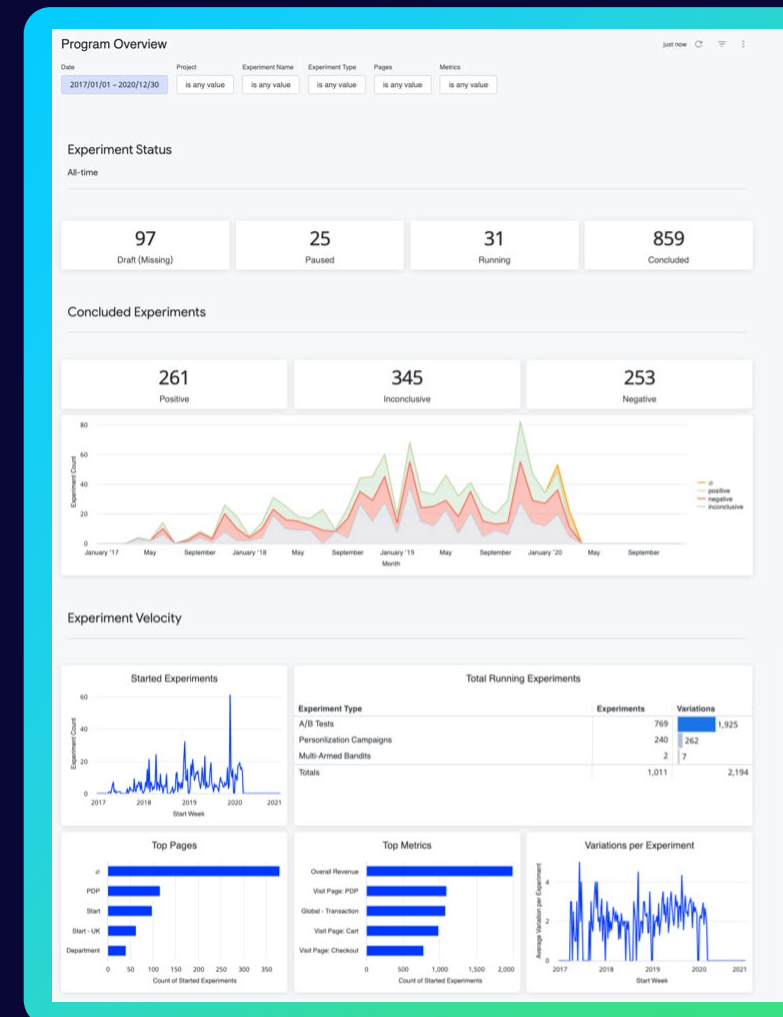 Program Overview
just now
Date Project Experiment Name Experiment Type Pages Metrics
2017/01/01 – 2020/12/30 is any value is any value is any value is any value is any value
Experiment Status
All-time
97 25 31 859
Draft (Missing) Paused Running Concluded
Concluded Experiments
261 345 253
Positive Inconclusive Negative
80
60
40
20
0
Experiment Count
January '17 May September January '18 May September January '19 May September January '20 May September
Month
ø
positive
negative
inconclusive
Experiment Velocity
Started Experiments
60
40
20
0
Experiment Count
2017 2018 2019 2020 2021
Start Week
Total Running Experiments
Experiment Type Experiments Variations
A/B Tests 769 1,925
Personlization Campaigns 240 262
Multi-Armed Bandits 2 7
Totals 1,011 2,194
Top Pages
ø
PDP
Start
Start - UK
Department
0 50 100 150 200 250 300 350
Count of Started Experiments
Top Metrics
Overall Revenue
Visit Page: PDP
Global - Transaction
Visit Page: Cart
Visit Page: Checkout
0 500 1,000 1,500 2,000
Count of Started Experiments
Variations per Experiment
4
2
0
Average Variation per Experiment
2017 2018 2019 2020 2021
Start Week